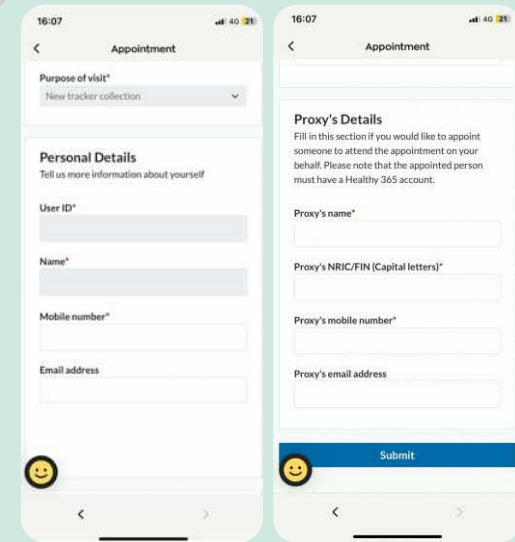 16:07
4G 21
Appointment
Purpose of visit*
New tracker collection
Personal Details
Tell us more information about yourself
User ID*
Name*
Mobile number*
Email address
16:07
4G 21
Appointment
Proxy's Details
Fill in this section if you would like to appoint
someone to attend the appointment on your
behalf. Please note that the appointed person
must have a Healthy 365 account.
Proxy's name*
Proxy's NRIC/FIN (Capital letters)*
Proxy's mobile number*
Proxy's email address
Submit